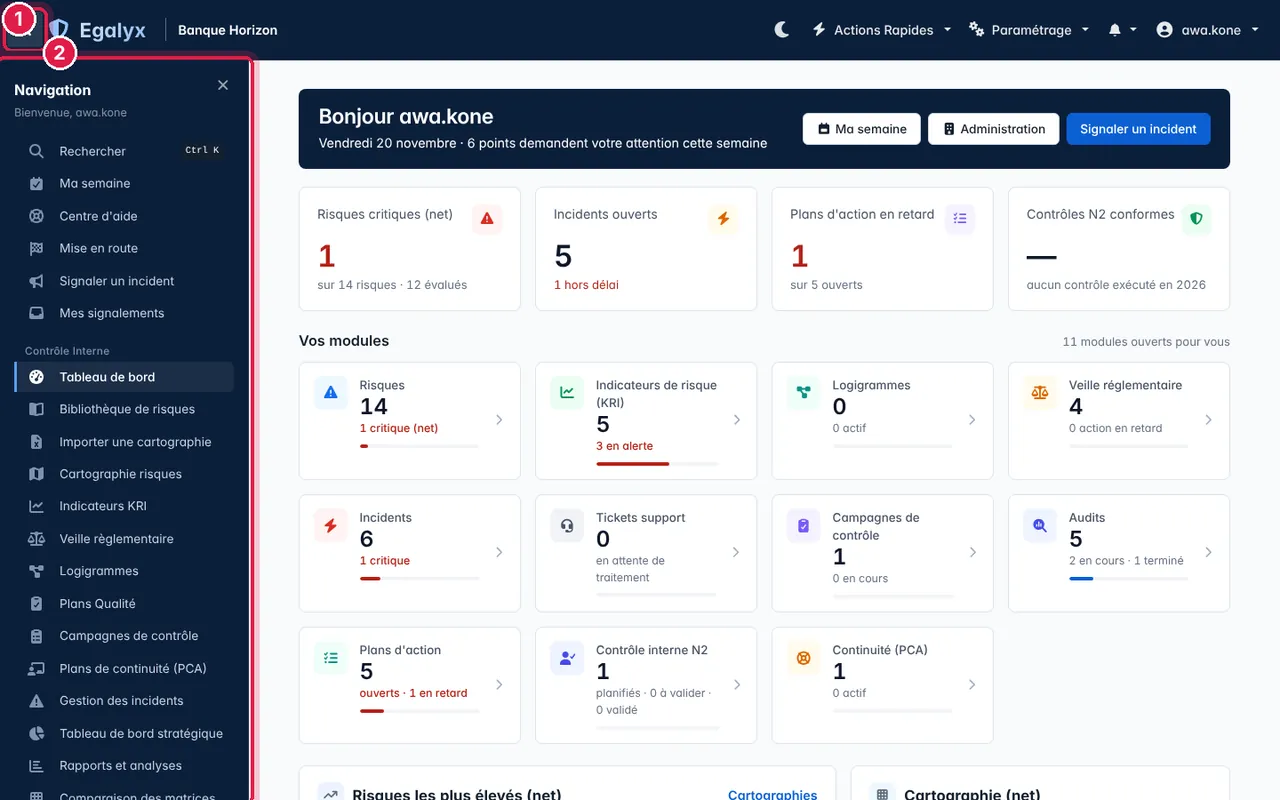 1
Egalyx
Banque Horizon
Actions Rapides
Paramétrage
awa.kone
2
Navigation
Bienvenue, awa.kone
Rechercher
Ctrl K
Ma semaine
Centre d'aide
Mise en route
Signaler un incident
Mes signalements
Contrôle Interne
Tableau de bord
Bibliothèque de risques
Importer une cartographie
Cartographie risques
Indicateurs KRI
Veille règlementaire
Logigrammes
Plans Qualité
Campagnes de contrôle
Plans de continuité (PCA)
Gestion des incidents
Tableau de bord stratégique
Rapports et analyses
Comparaison des matrices
Bonjour awa.kone
Vendredi 20 novembre · 6 points demandent votre attention cette semaine
Ma semaine
Administration
Signaler un incident
Risques critiques (net)
1
sur 14 risques · 12 évalués
Incidents ouverts
5
1 hors délai
Plans d'action en retard
1
sur 5 ouverts
Contrôles N2 conformes
—
aucun contrôle exécuté en 2026
Vos modules
11 modules ouverts pour vous
Risques
14
1 critique (net)
Indicateurs de risque
(KRI)
5
3 en alerte
Logigrammes
0
0 actif
Veille réglementaire
4
0 action en retard
Incidents
6
1 critique
Tickets support
0
en attente de
traitement
Campagnes de
contrôle
1
0 en cours
Audits
5
2 en cours · 1 terminé
Plans d'action
5
ouverts · 1 en retard
Contrôle interne N2
1
planifiés · 0 à valider ·
0 validé
Continuité (PCA)
1
0 actif
Risques les plus élevés (net)
Cartographies
Cartographie (net)